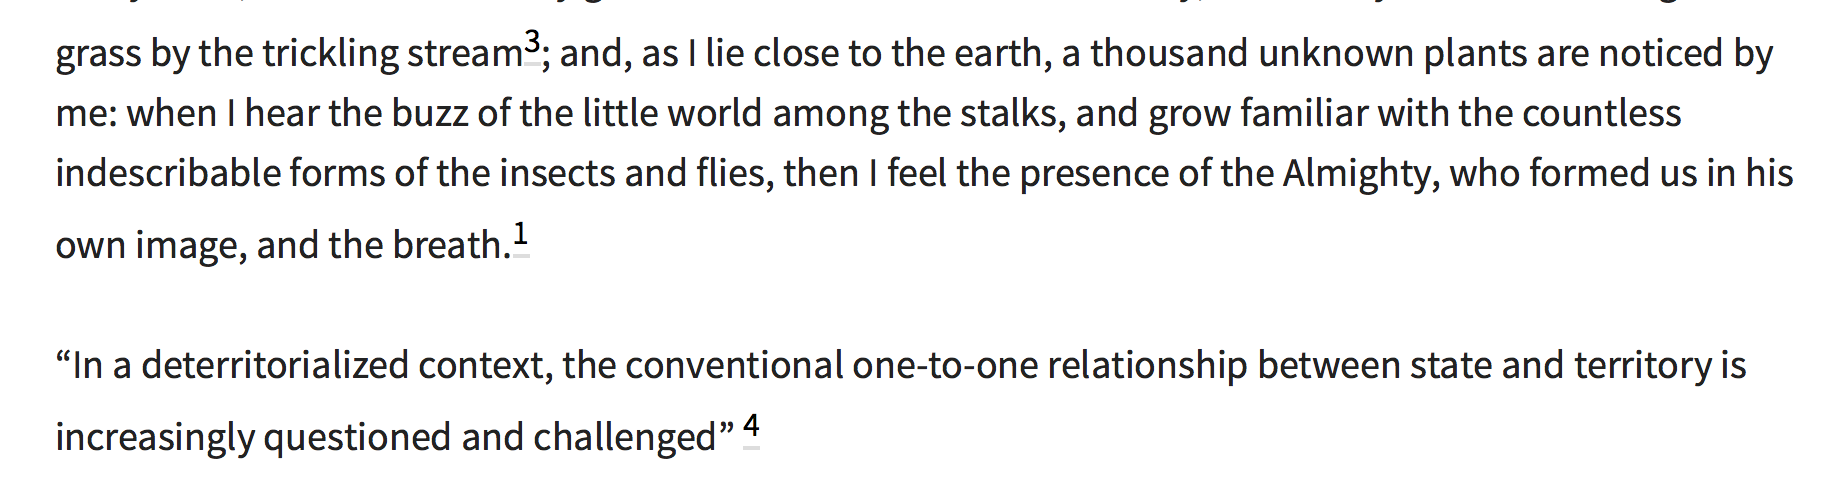 grass by the trickling stream3; and, as I lie close to the earth, a thousand unknown plants are noticed by
me: when I hear the buzz of the little world among the stalks, and grow familiar with the countless
indescribable forms of the insects and flies, then I feel the presence of the Almighty, who formed us in his
own image, and the breath.1
“In a deterritorialized context, the conventional one-to-one relationship between state and territory is
increasingly questioned and challenged” 4